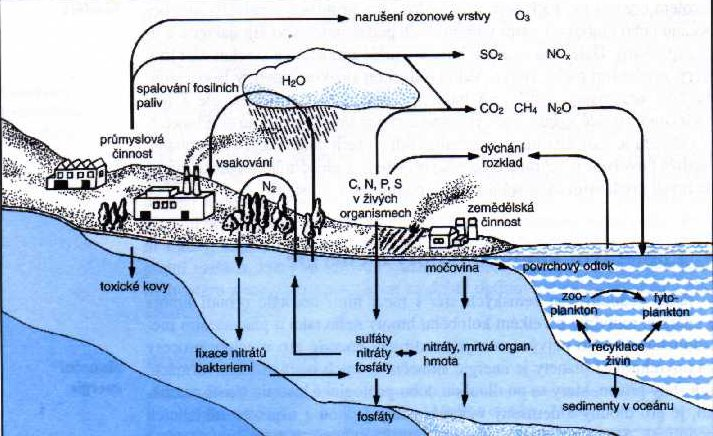 narušení ozonové vrstvy O₃
SO₂ NOₓ
spalování fosilních
paliv
H₂O
CO₂ CH₄ N₂O
průmyslová
činnost
vsakování
dýchání
rozklad
N₂
C, N, P, S
v živých
organismech
zemědělská
činnost
močovina
povrchový odtok
toxické kovy
zoo-
plankton
fyto-
plankton
fixace nitrátů
bakteriemi
sulfáty
nitráty
fosfáty
nitráty, mrtvá organ.
hmota
recyklace
živin
fosfáty
sedimenty v oceánu